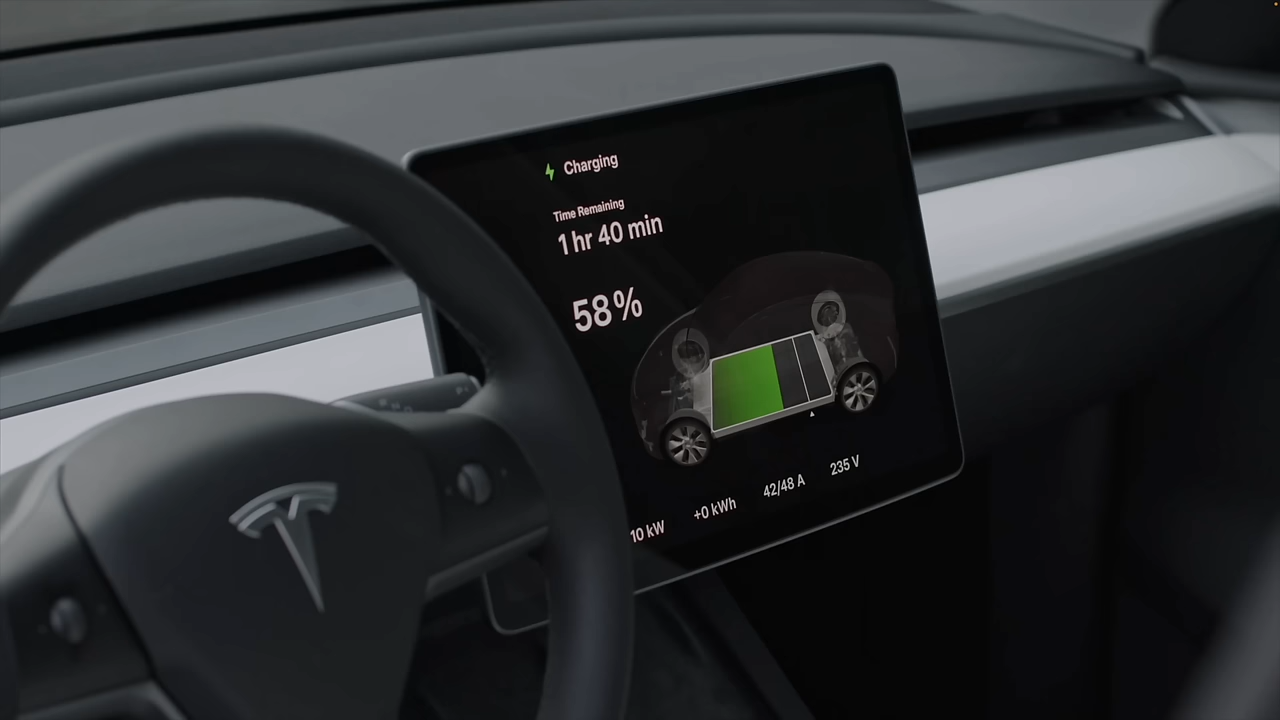 Charging
Time Remaining
1 hr 40 min
58%
10 kW
+0 kWh
42/48 A
235 V